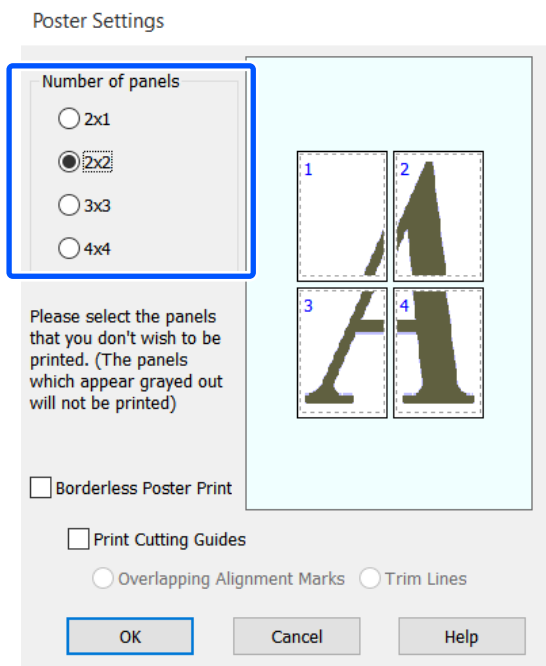 Poster Settings
Number of panels
2x1
2x2
3x3
4x4
1
2
3
4
Please select the panels
that you don't wish to be
printed. (The panels
which appear grayed out
will not be printed)
Borderless Poster Print
Print Cutting Guides
Overlapping Alignment Marks
Trim Lines
OK
Cancel
Help